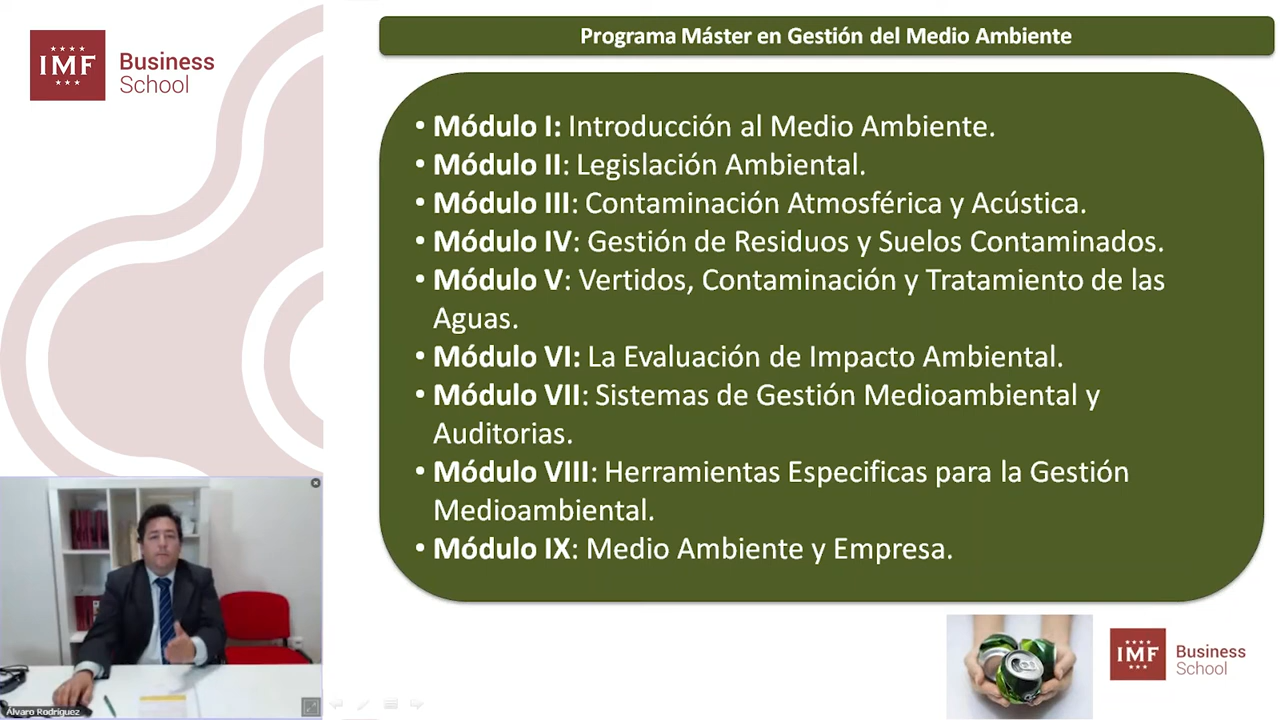 IMF
Business
School
Programa Máster en Gestión del Medio Ambiente
• Módulo I: Introducción al Medio Ambiente.
• Módulo II: Legislación Ambiental.
• Módulo III: Contaminación Atmosférica y Acústica.
• Módulo IV: Gestión de Residuos y Suelos Contaminados.
• Módulo V: Vertidos, Contaminación y Tratamiento de las
Aguas.
• Módulo VI: La Evaluación de Impacto Ambiental.
• Módulo VII: Sistemas de Gestión Medioambiental y
Auditorias.
• Módulo VIII: Herramientas Especificas para la Gestión
Medioambiental.
• Módulo IX: Medio Ambiente y Empresa.
Álvaro Rodríguez
IMF
Business
School